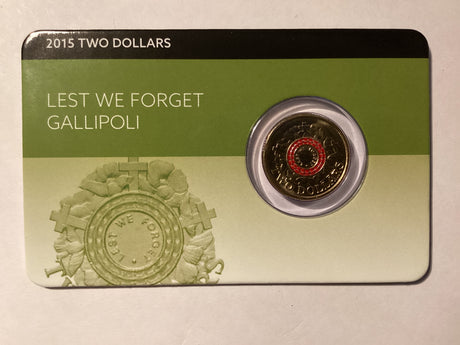 2015 TWO DOLLARS
LEST WE FORGET
GALLIPOLI
LEST WE FORGET
TWO DOLLARS